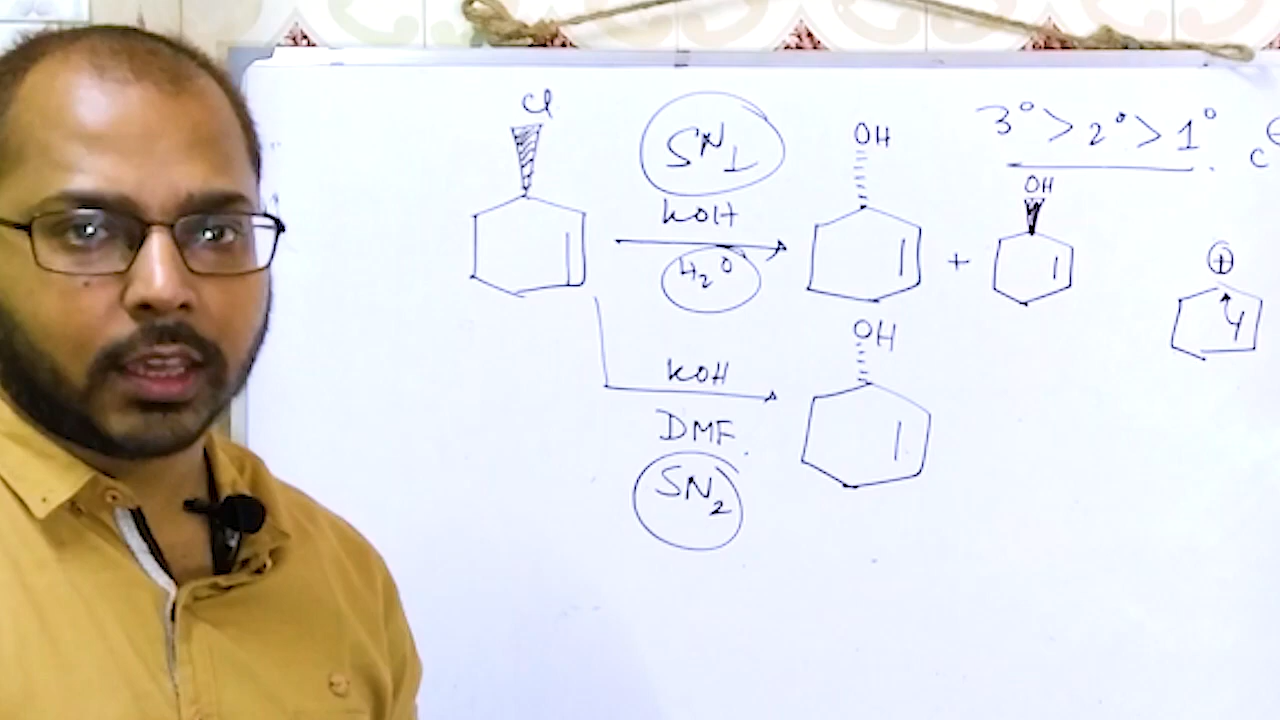 Cl
SN1
KOH
H2O
OH
+
OH
3° > 2° > 1°
C
⊕
KOH
DMF
SN2
OH